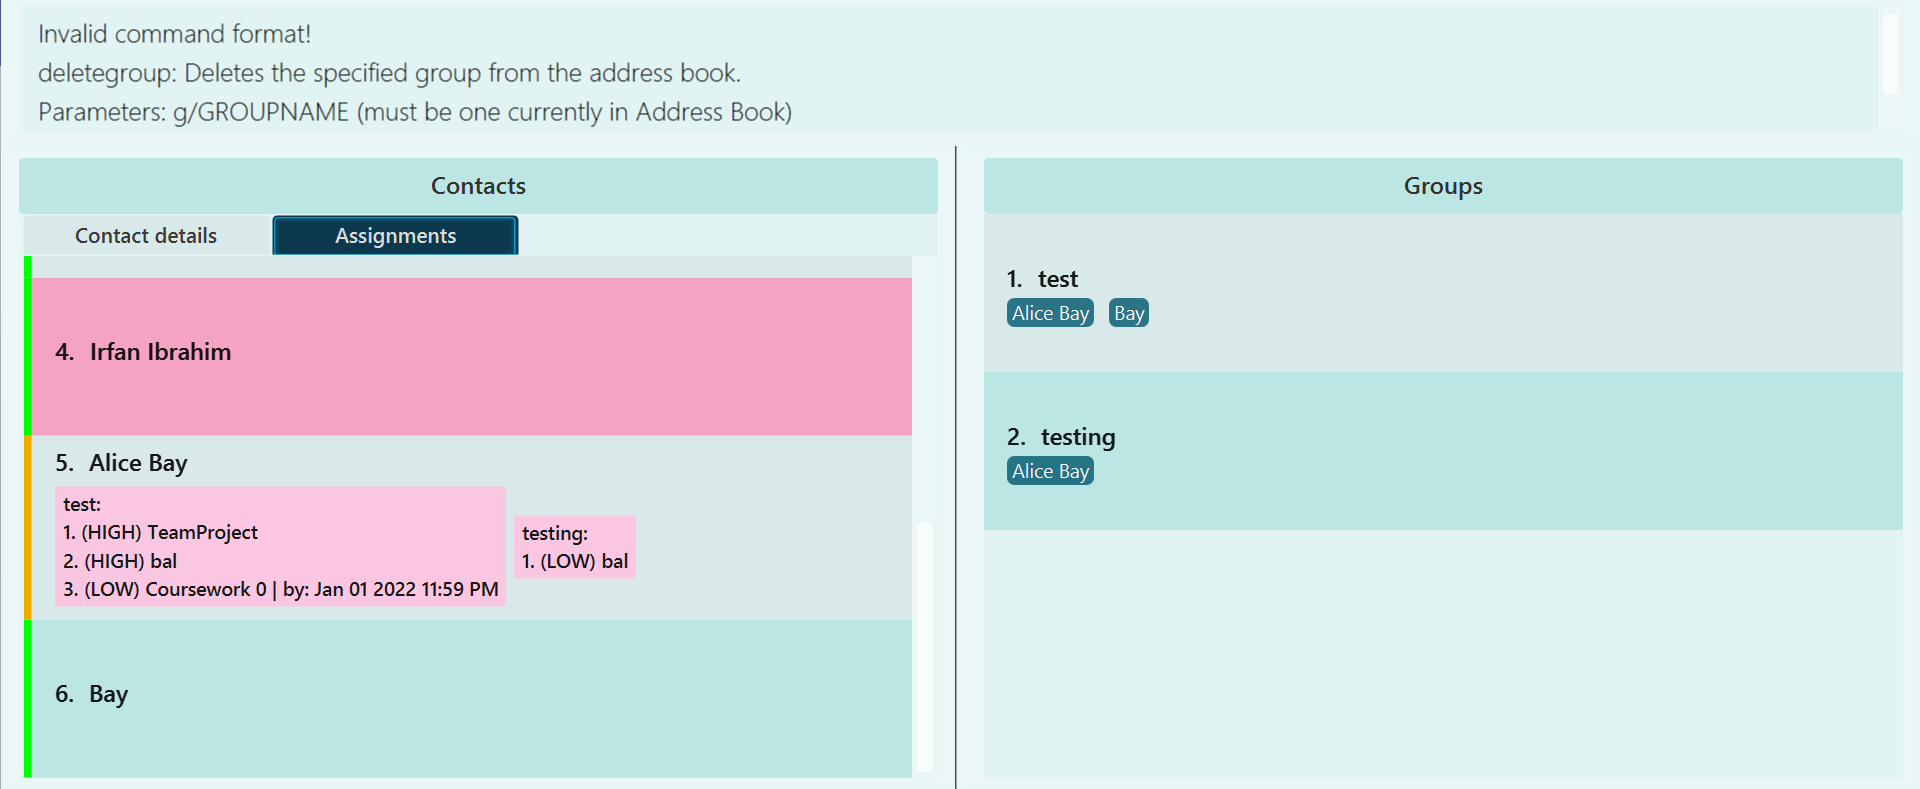 Invalid command format!
deletegroup: Deletes the specified group from the address book.
Parameters: g/GROUPNAME (must be one currently in Address Book)
Contacts
Contact details
Assignments
4. Irfan Ibrahim
5. Alice Bay
test:
1. (HIGH) TeamProject
2. (HIGH) bal
3. (LOW) Coursework 0 | by: Jan 01 2022 11:59 PM
testing:
1. (LOW) bal
6. Bay
Groups
1. test
Alice Bay Bay
2. testing
Alice Bay